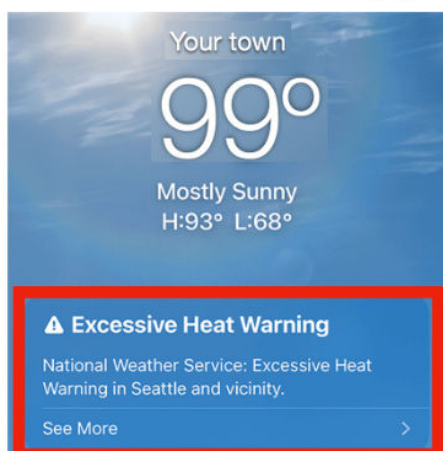 Your town
99°
Mostly Sunny
H:93° L:68°
Excessive Heat Warning
National Weather Service: Excessive Heat
Warning in Seattle and vicinity.
See More